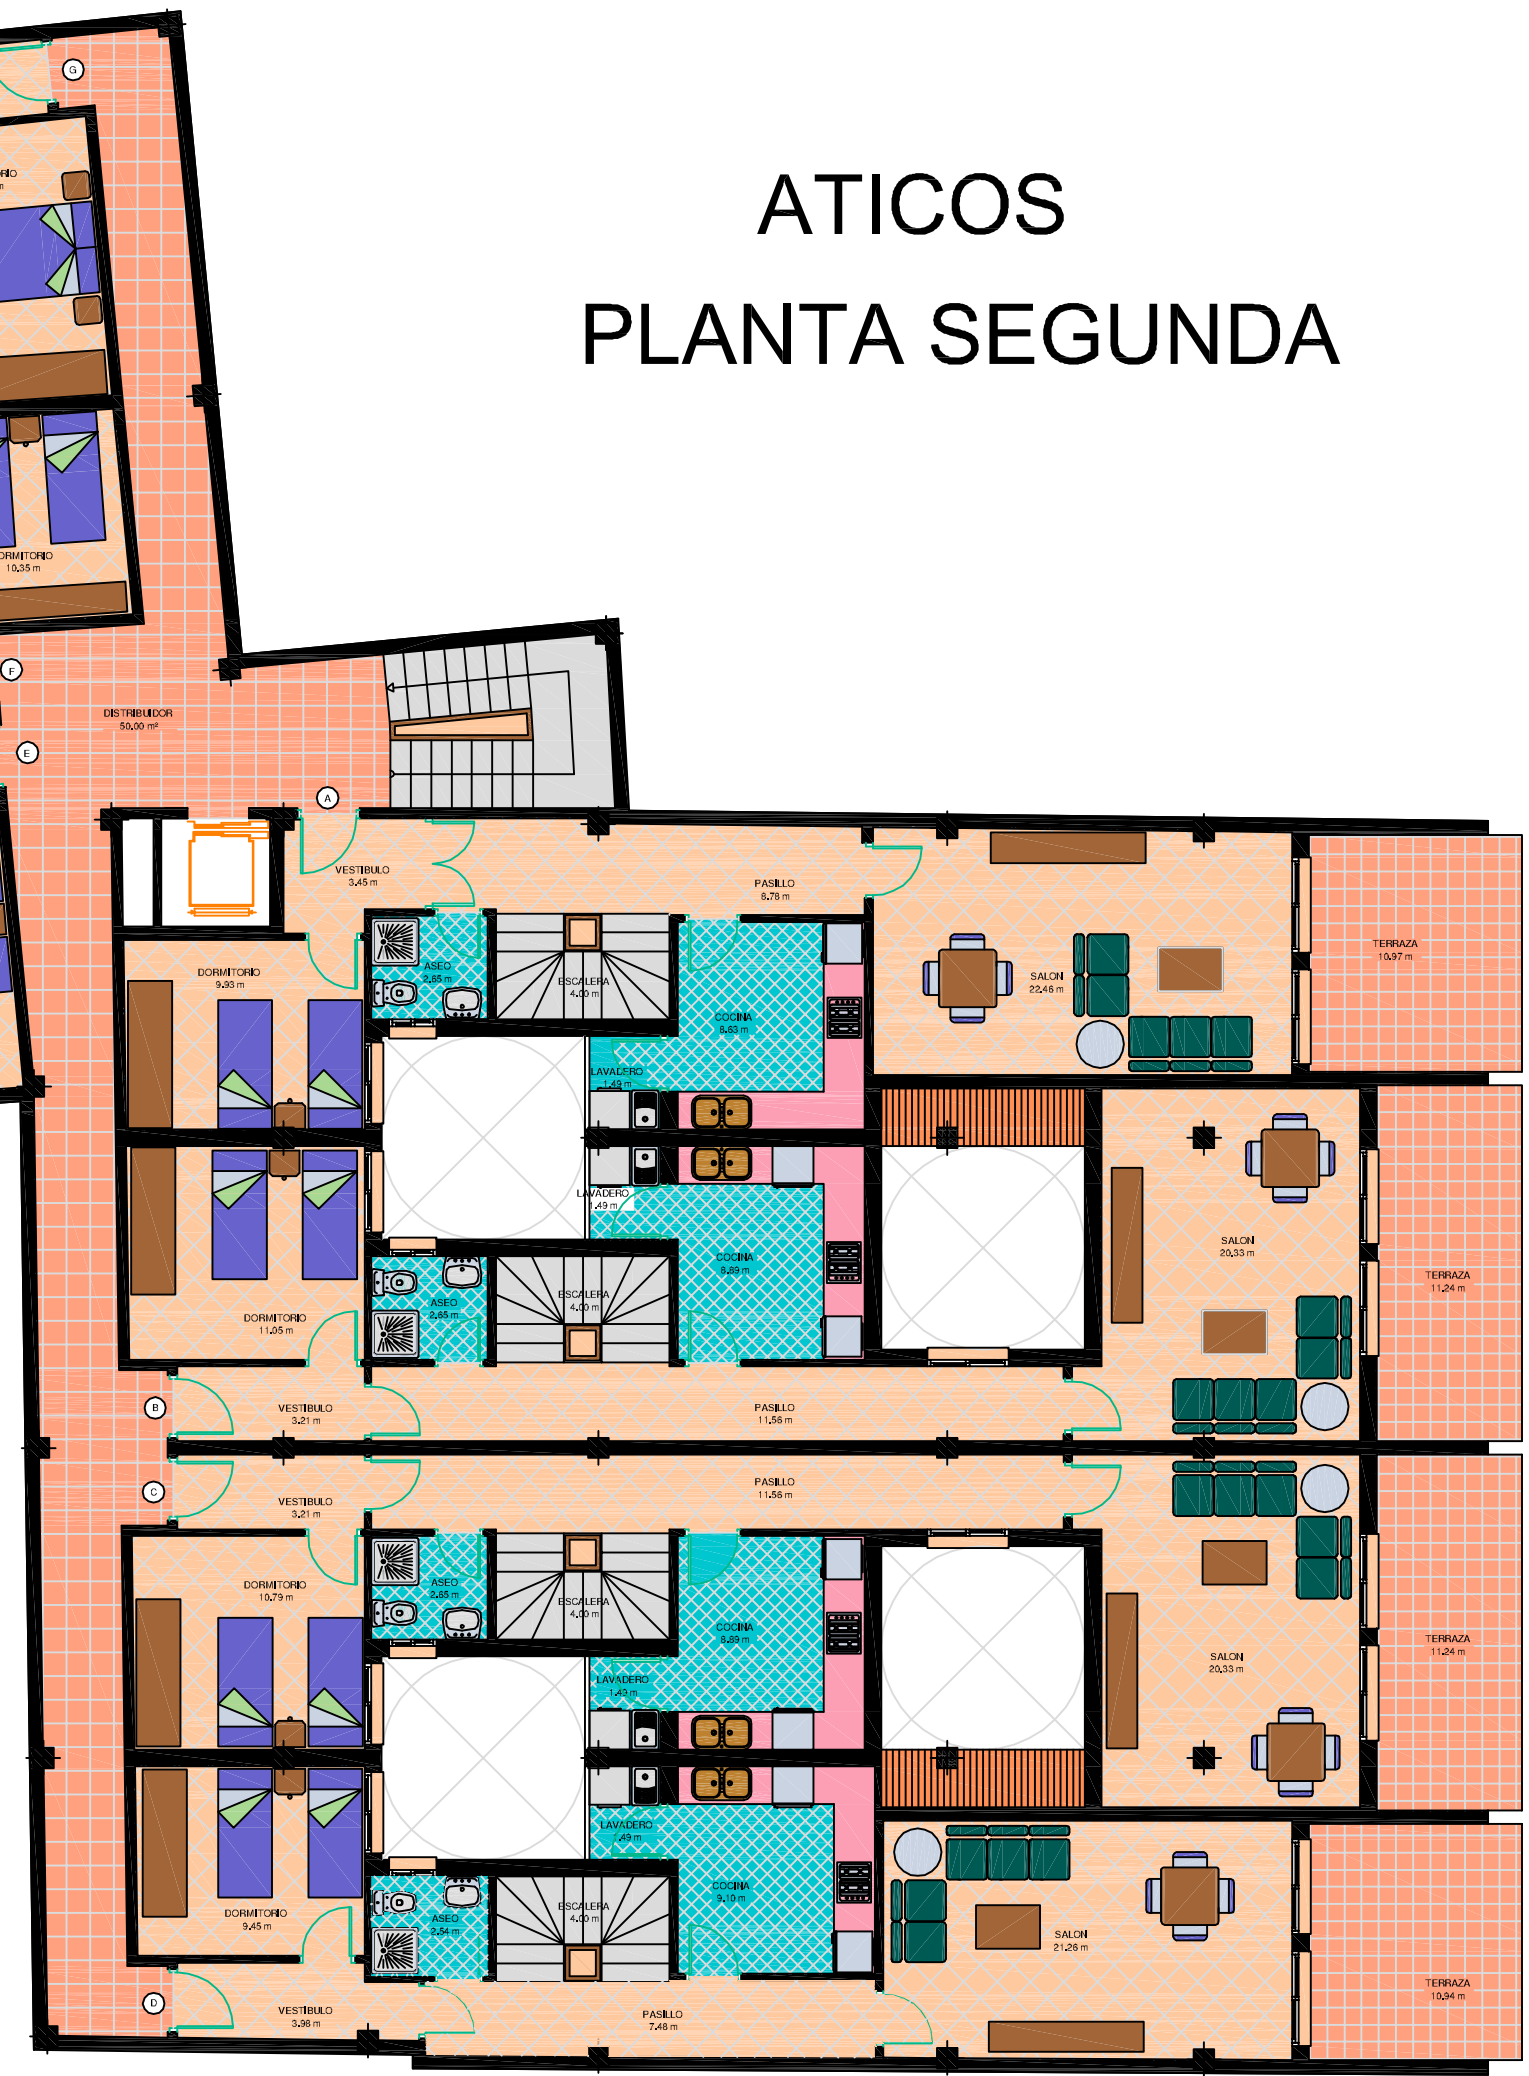 ATICOS
PLANTA SEGUNDA
G
DORMITORIO
10.35 m
F
DISTRIBUIDOR
50.00 m²
E
A
VESTIBULO
3.45 m
PASILLO
8.78 m
TERRAZA
10.97 m
DORMITORIO
9.93 m
ASEO
2.65 m
ESCALERA
4.00 m
SALON
22.46 m
COCINA
8.63 m
LAVADERO
1.49 m
LAVADERO
1.49 m
SALON
20.33 m
COCINA
8.89 m
TERRAZA
11.24 m
ASEO
2.65 m
ESCALERA
4.00 m
DORMITORIO
11.05 m
B
VESTIBULO
3.21 m
PASILLO
11.56 m
C
VESTIBULO
3.21 m
PASILLO
11.56 m
DORMITORIO
10.79 m
ASEO
2.65 m
ESCALERA
4.00 m
COCINA
8.89 m
TERRAZA
11.24 m
SALON
20.33 m
LAVADERO
1.49 m
LAVADERO
1.49 m
COCINA
9.10 m
DORMITORIO
9.45 m
ASEO
2.54 m
ESCALERA
4.00 m
SALON
21.26 m
TERRAZA
10.94 m
D
VESTIBULO
3.98 m
PASILLO
7.48 m